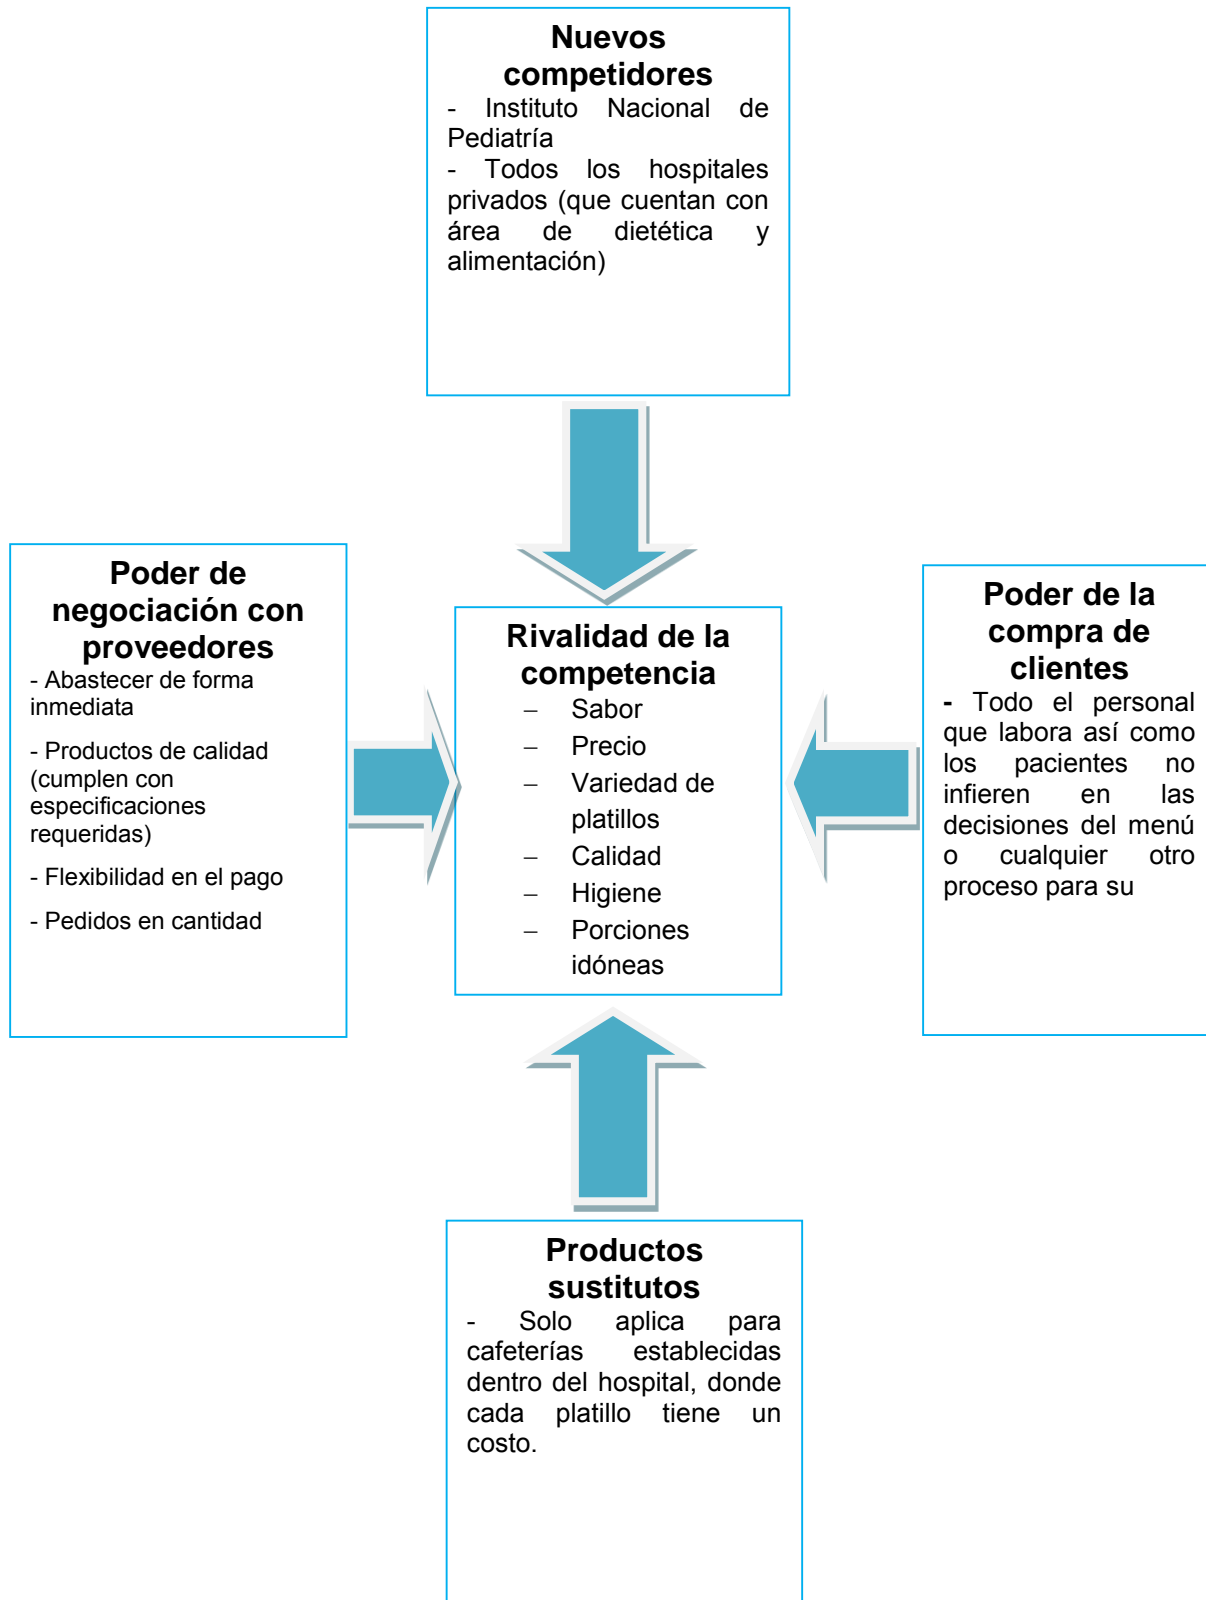 Nuevos
competidores
- Instituto Nacional de
Pediatría
- Todos los hospitales
privados (que cuentan con
área de dietética y
alimentación)
Poder de
negociación con
proveedores
- Abastecer de forma
inmediata
- Productos de calidad
(cumplen con
especificaciones
requeridas)
- Flexibilidad en el pago
- Pedidos en cantidad
Rivalidad de la
competencia
– Sabor
– Precio
– Variedad de
platillos
– Calidad
– Higiene
– Porciones
idóneas
Poder de la
compra de
clientes
- Todo el personal
que labora así como
los pacientes no
infieren en las
decisiones del menú
o cualquier otro
proceso para su
Productos
sustitutos
- Solo aplica para
cafeterías establecidas
dentro del hospital, donde
cada platillo tiene un
costo.